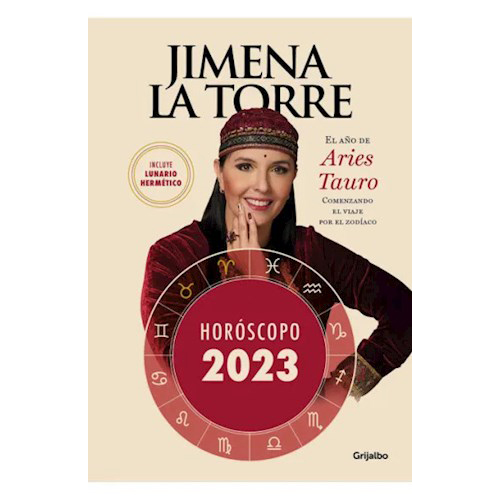 JIMENA
LA TORRE
EL AÑO DE
Aries
Tauro
COMENZANDO
EL VIAJE
POR EL ZODÍACO
INCLUYE
LUNARIO
HERMÉTICO
HORÓSCOPO
2023
Grijalbo